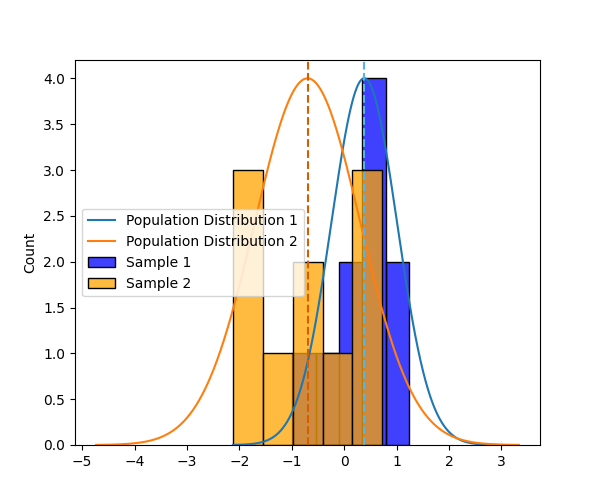 4.0
3.5
3.0
2.5
2.0
1.5
1.0
0.5
0.0
Count
Population Distribution 1
Population Distribution 2
Sample 1
Sample 2
−5 −4 −3 −2 −1 0 1 2 3